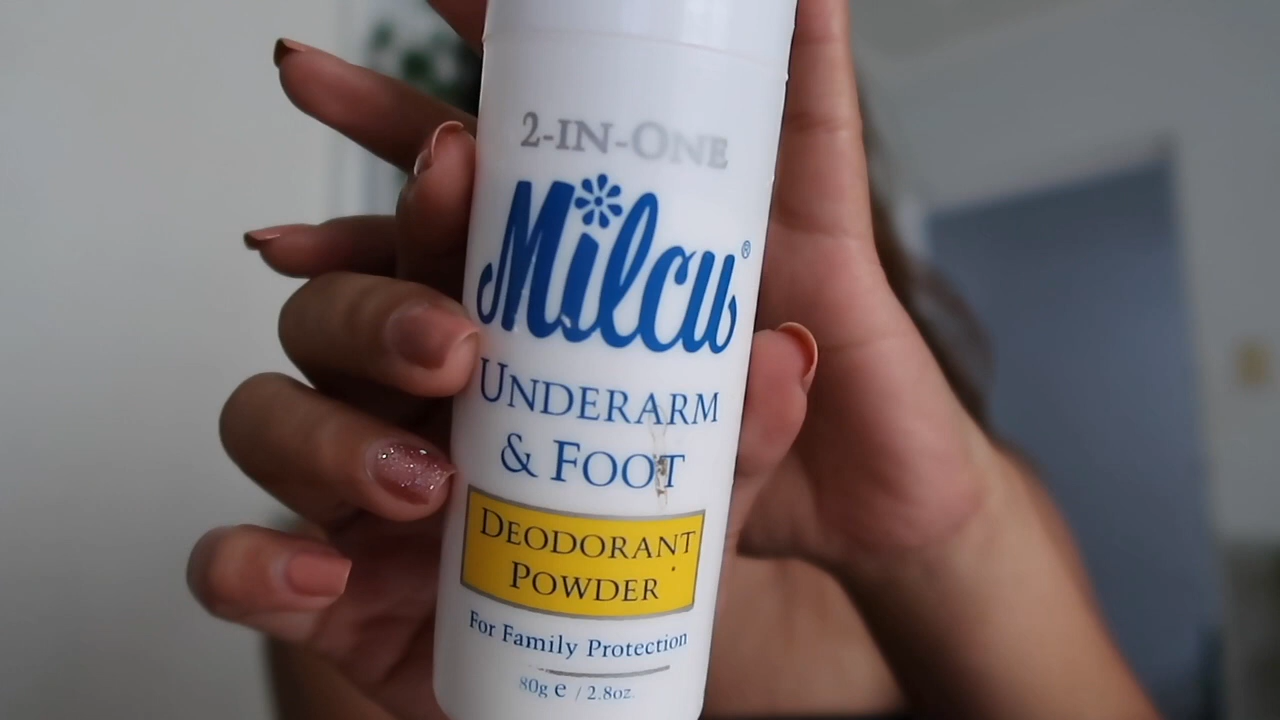 2-IN-ONE
Milcu®
UNDERARM
& FOOT
DEODORANT
POWDER
For Family Protection
80g e / 2.8oz.